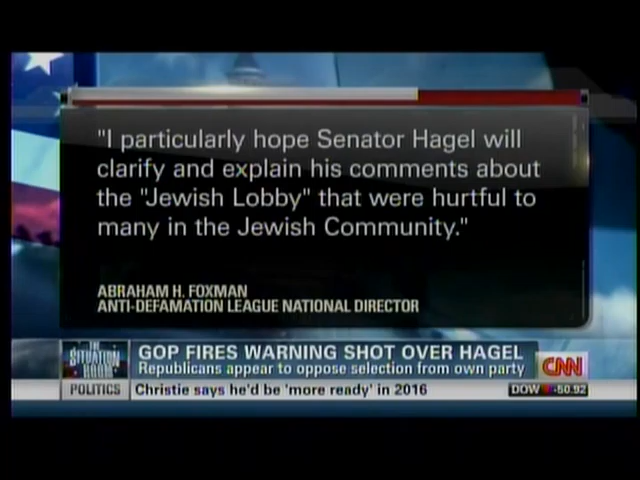 "I particularly hope Senator Hagel will
clarify and explain his comments about
the "Jewish Lobby" that were hurtful to
many in the Jewish Community."
ABRAHAM H. FOXMAN
ANTI-DEFAMATION LEAGUE NATIONAL DIRECTOR
THE SITUATION ROOM
GOP FIRES WARNING SHOT OVER HAGEL
Republicans appear to oppose selection from own party
CNN
POLITICS Christie says he'd be 'more ready' in 2016 DOW -50.92